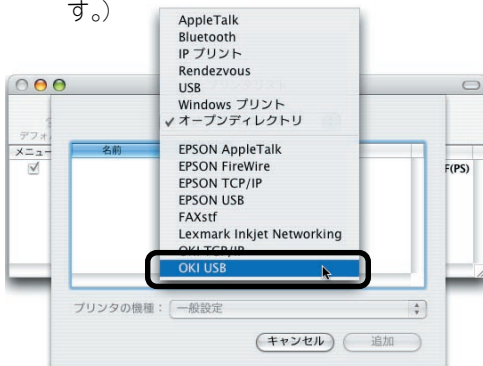 す。)
AppleTalk
Bluetooth
IP プリント
Rendezvous
USB
Windows プリント
✓オープンディレクトリ
デフォ
メニュー
名前
F(PS)
EPSON AppleTalk
EPSON FireWire
EPSON TCP/IP
EPSON USB
FAXstf
Lexmark Inkjet Networking
OKI TCP/IP
OKI USB
プリンタの機種： 一般設定
キャンセル 追加